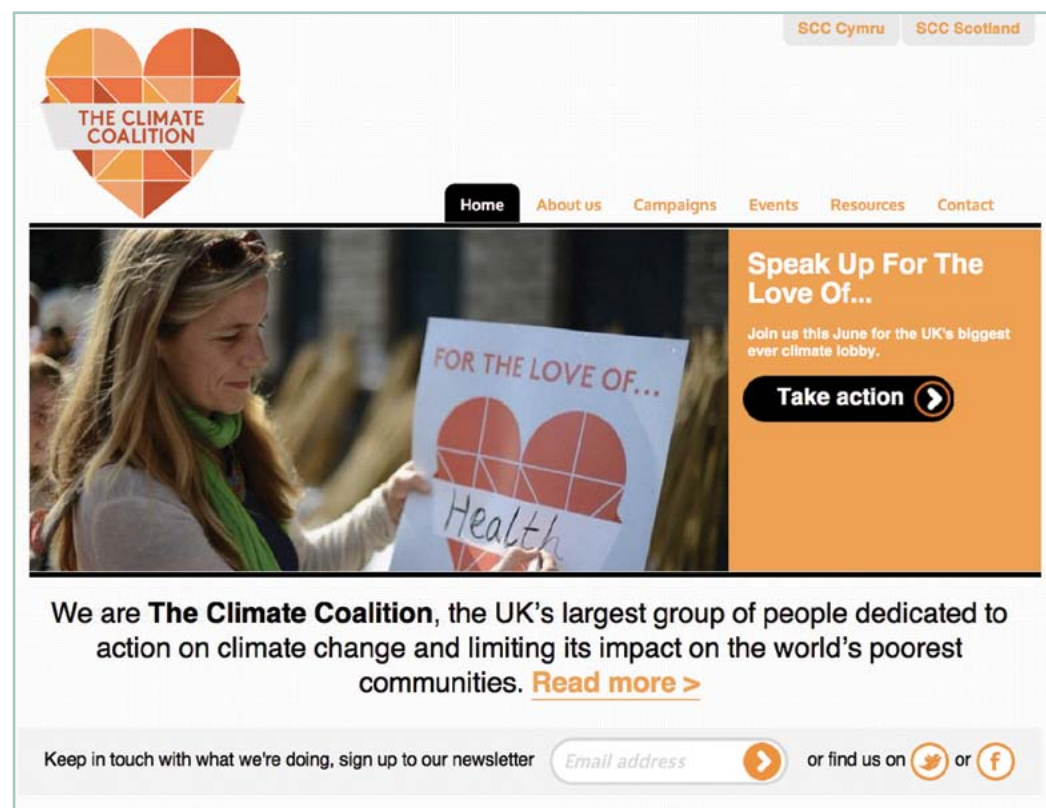 SCC Cymru SCC Scotland
THE CLIMATE
COALITION
Home About us Campaigns Events Resources Contact
FOR THE LOVE OF...
Health
Speak Up For The
Love Of...
Join us this June for the UK's biggest
ever climate lobby.
Take action
We are The Climate Coalition, the UK's largest group of people dedicated to
action on climate change and limiting its impact on the world's poorest
communities. Read more >
Keep in touch with what we're doing, sign up to our newsletter Email address or find us on or f